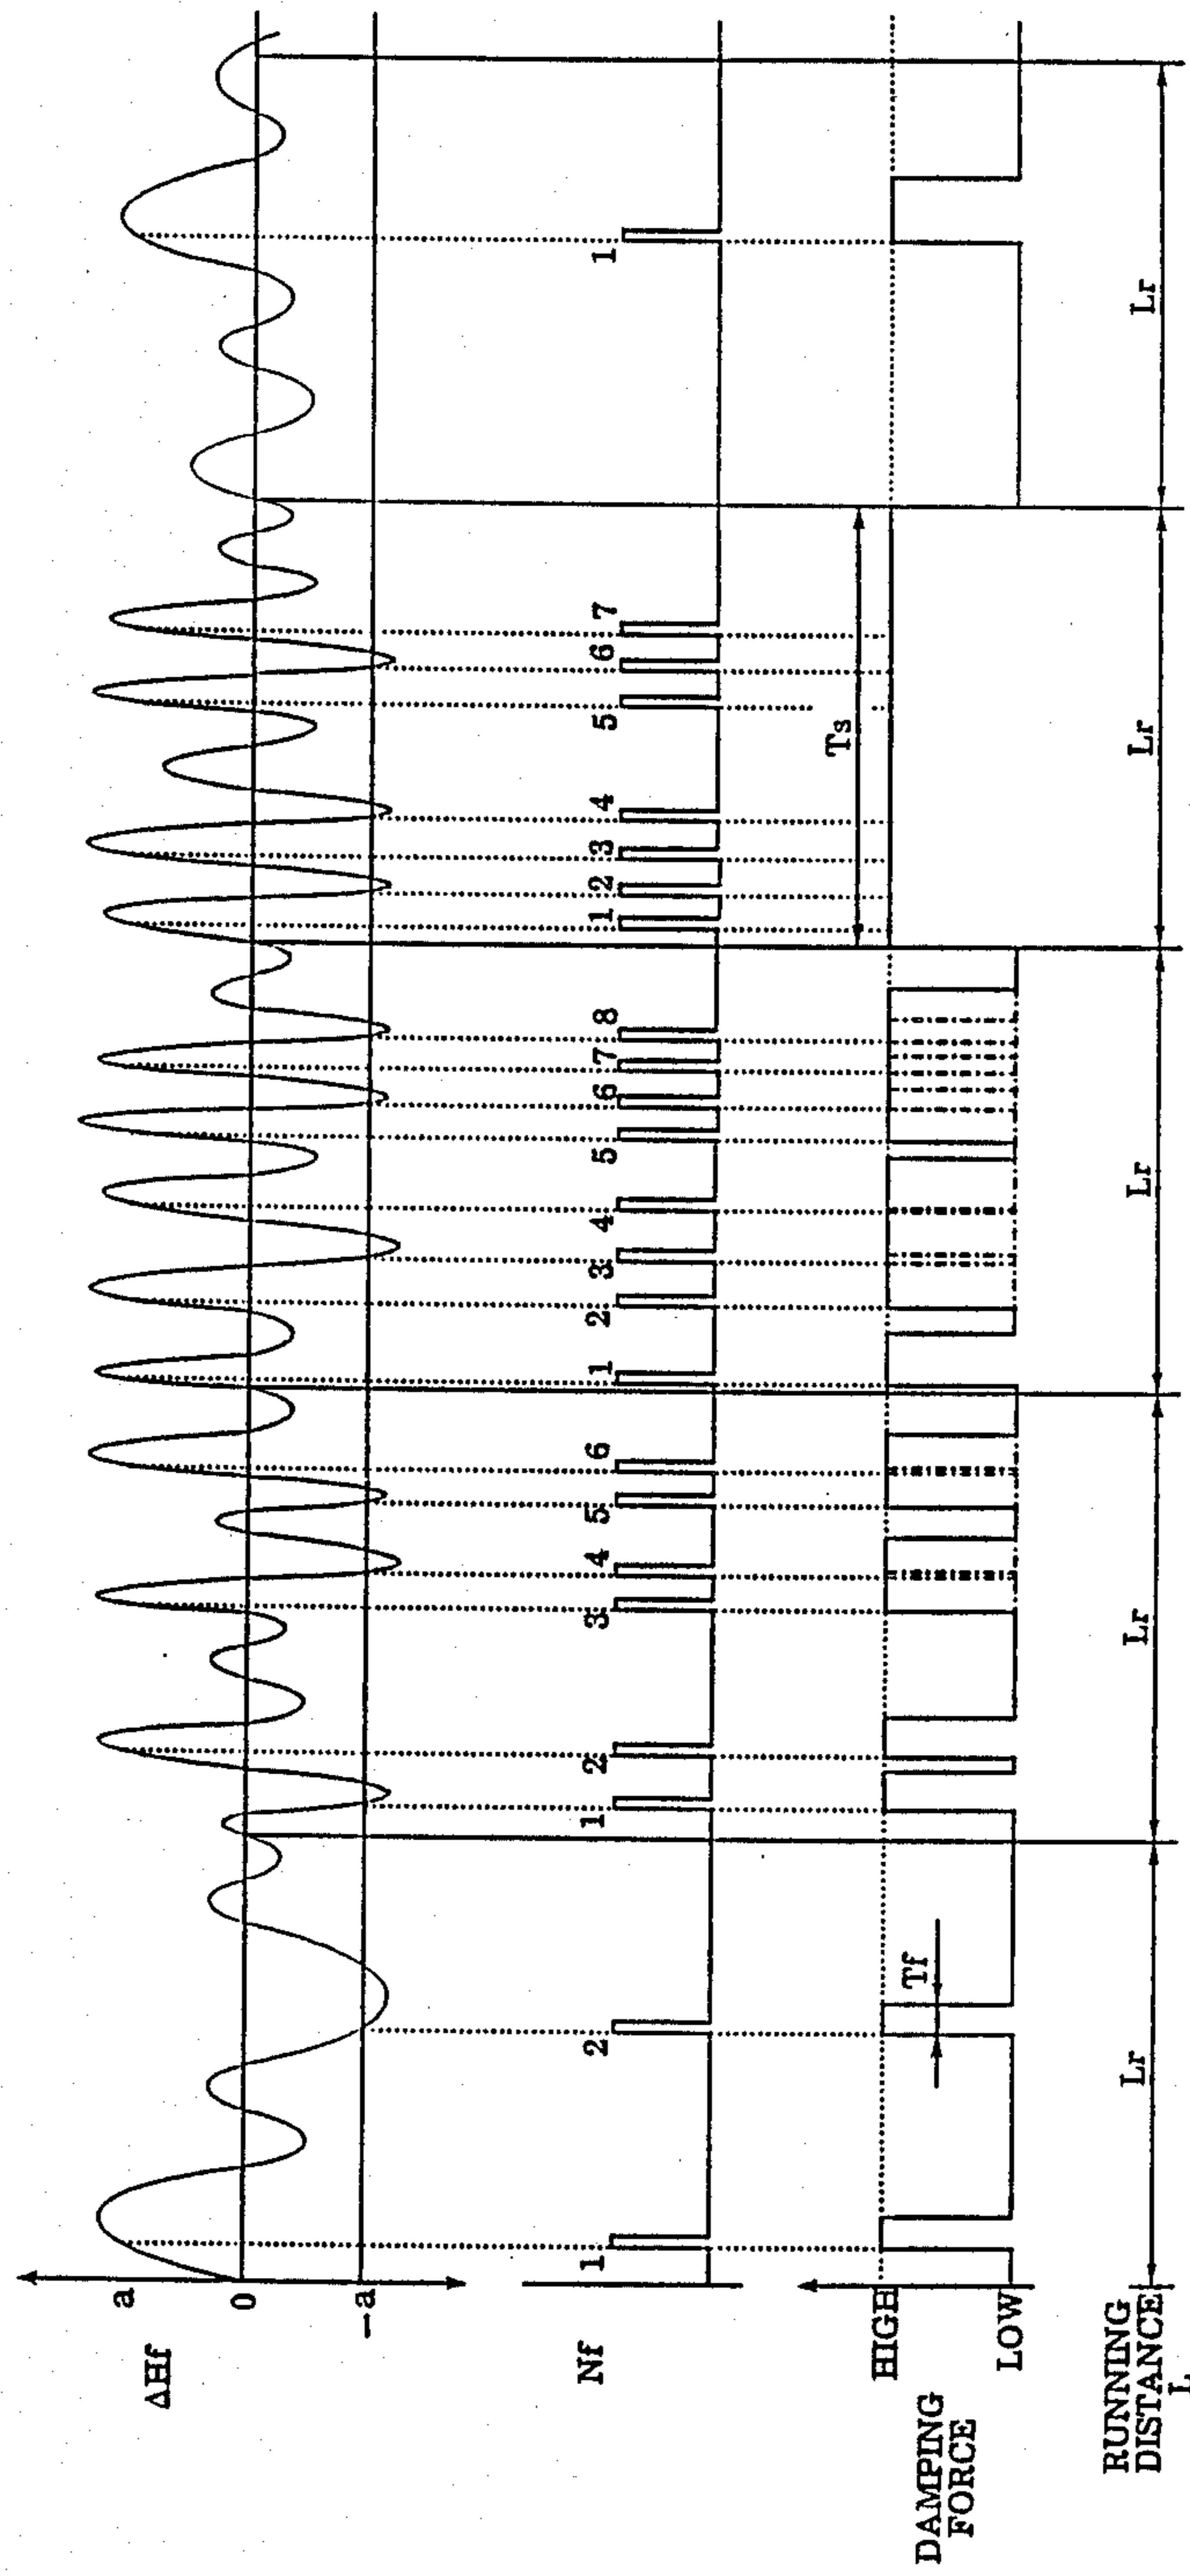 ΔHf
a
0
-a
Nf
1
2
1
2
3
4
5
6
1
2
3
4
5
6
7
8
1
2
3
4
5
6
7
1
DAMPING
FORCE
HIGH
LOW
Tf
Ts
RUNNING
DISTANCE
L
Lr
Lr
Lr
Lr
Lr